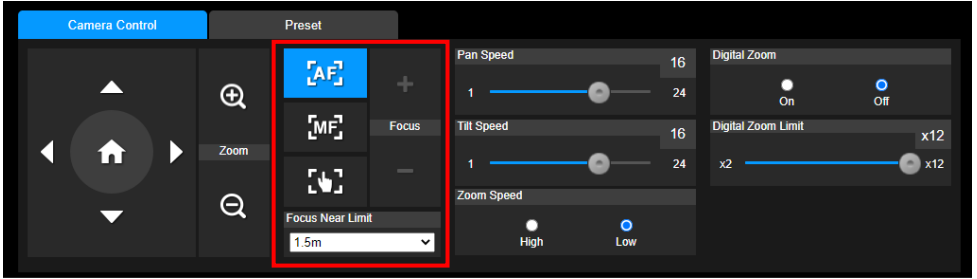 Camera Control
Preset
Zoom
AF
MF
Focus
Focus Near Limit
1.5m
Pan Speed
16
1
24
Tilt Speed
16
1
24
Zoom Speed
High
Low
Digital Zoom
On
Off
Digital Zoom Limit
x12
x2
x12